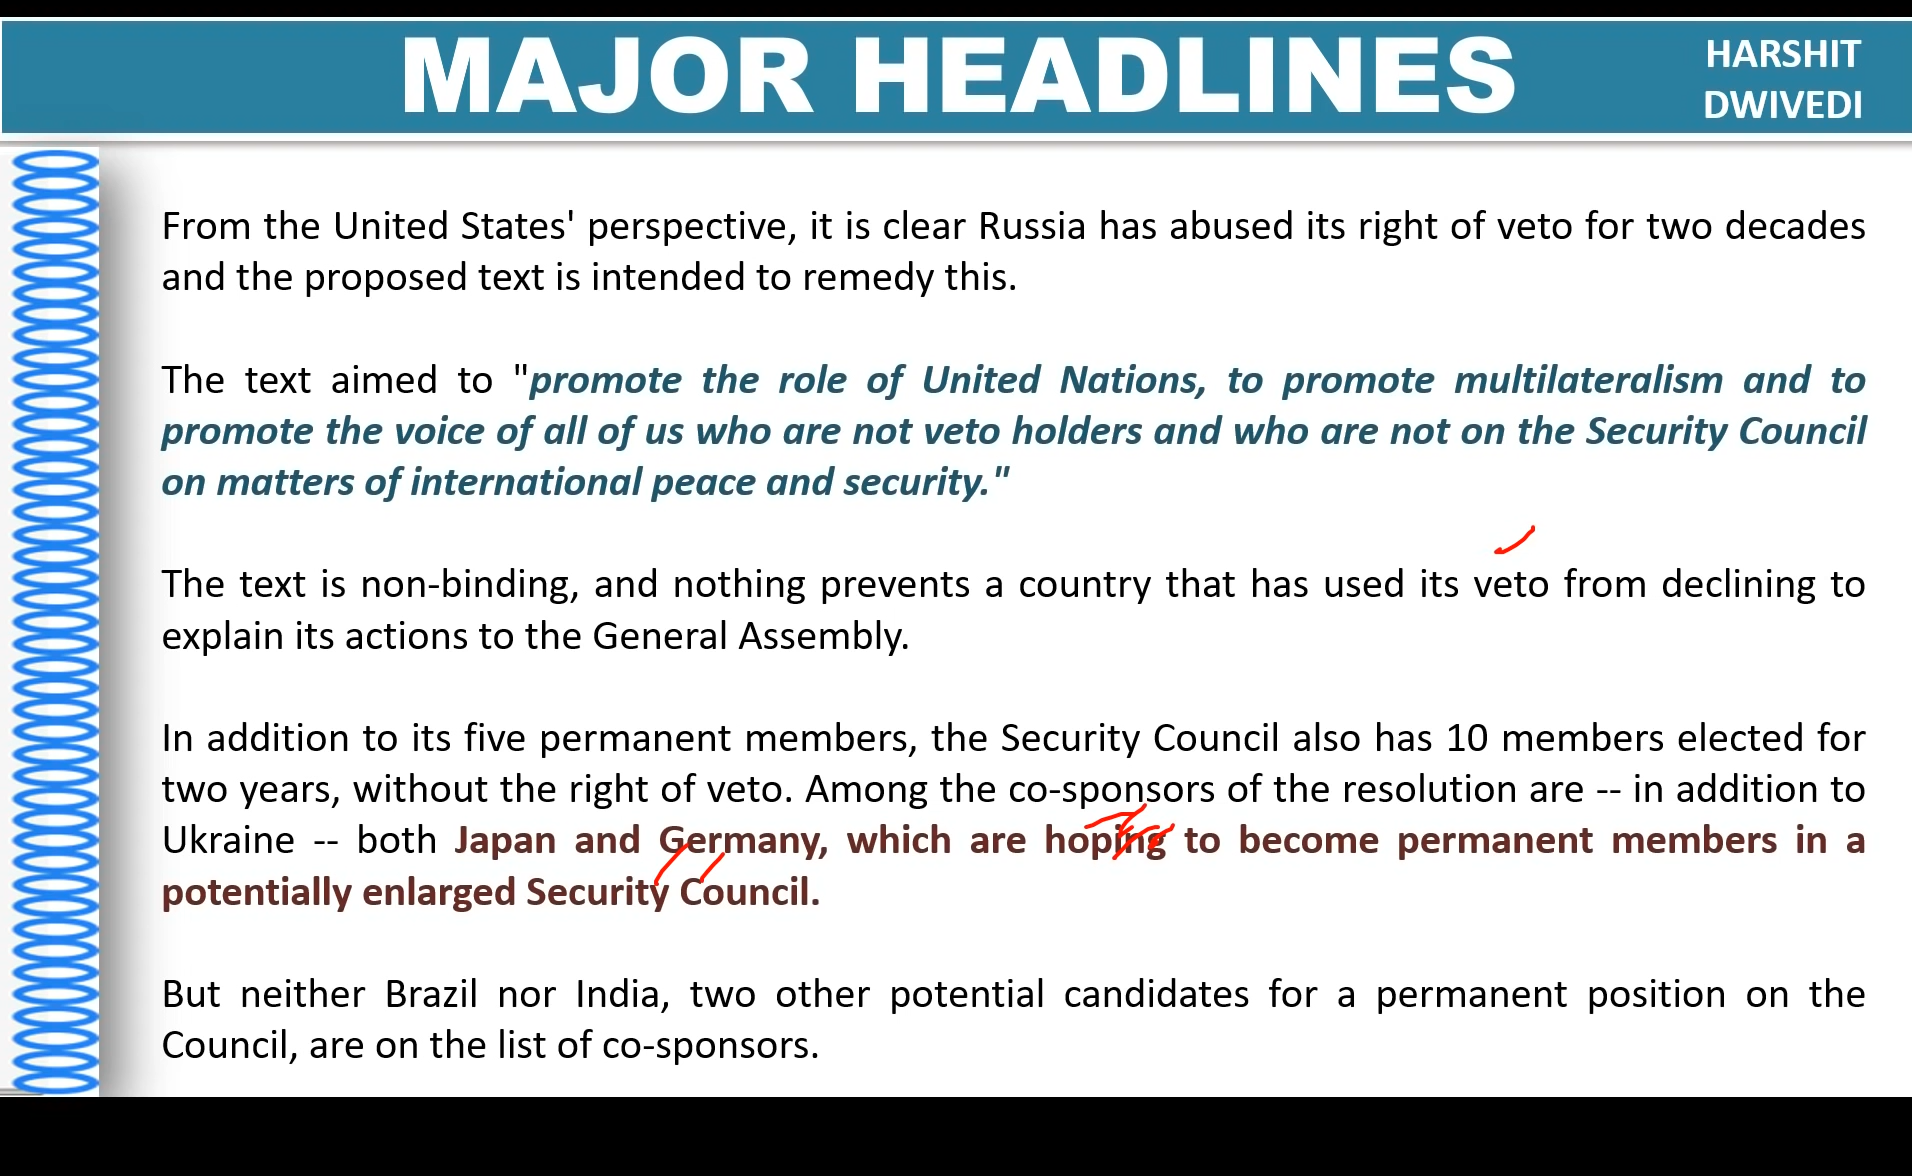 MAJOR HEADLINES
HARSHIT
DWIVEDI
From the United States' perspective, it is clear Russia has abused its right of veto for two decades
and the proposed text is intended to remedy this.
The text aimed to "promote the role of United Nations, to promote multilateralism and to
promote the voice of all of us who are not veto holders and who are not on the Security Council
on matters of international peace and security."
The text is non-binding, and nothing prevents a country that has used its veto from declining to
explain its actions to the General Assembly.
In addition to its five permanent members, the Security Council also has 10 members elected for
two years, without the right of veto. Among the co-sponsors of the resolution are -- in addition to
Ukraine -- both Japan and Germany, which are hoping to become permanent members in a
potentially enlarged Security Council.
But neither Brazil nor India, two other potential candidates for a permanent position on the
Council, are on the list of co-sponsors.